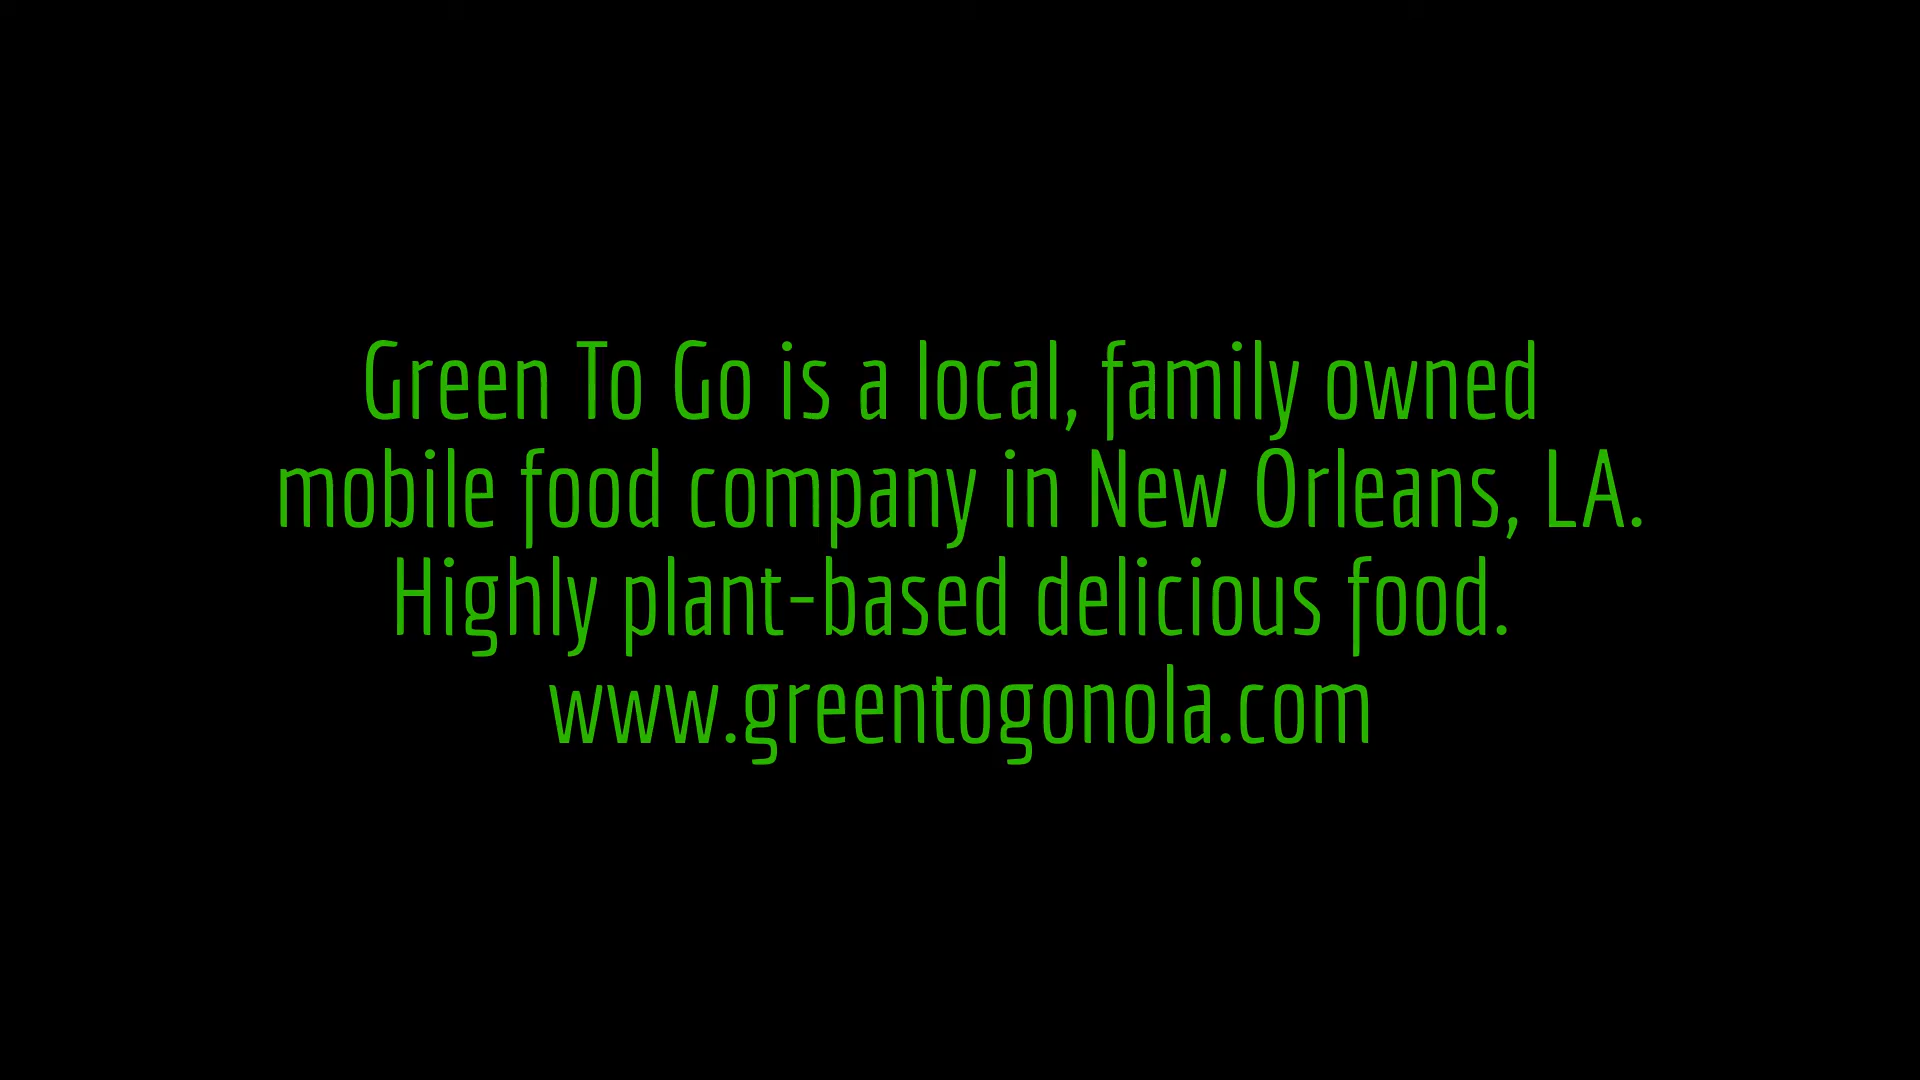 Green To Go is a local, family owned
mobile food company in New Orleans, LA.
Highly plant-based delicious food.
www.greentogonola.com